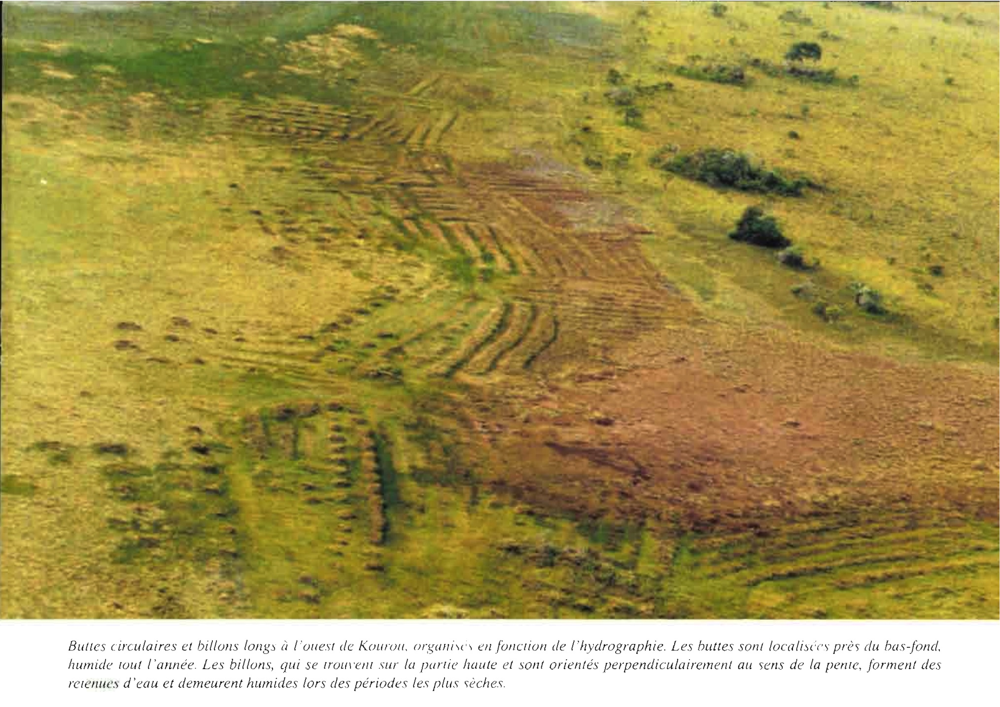 Buttes circulaires et billons longs à l'ouest de Kourou, organisés en fonction de l'hydrographie. Les buttes sont localisées près du bas-fond,
humide tout l'année. Les billons, qui se trouvent sur la partie haute et sont orientés perpendiculairement au sens de la pente, forment des
retenues d'eau et demeurent humides lors des périodes les plus sèches.